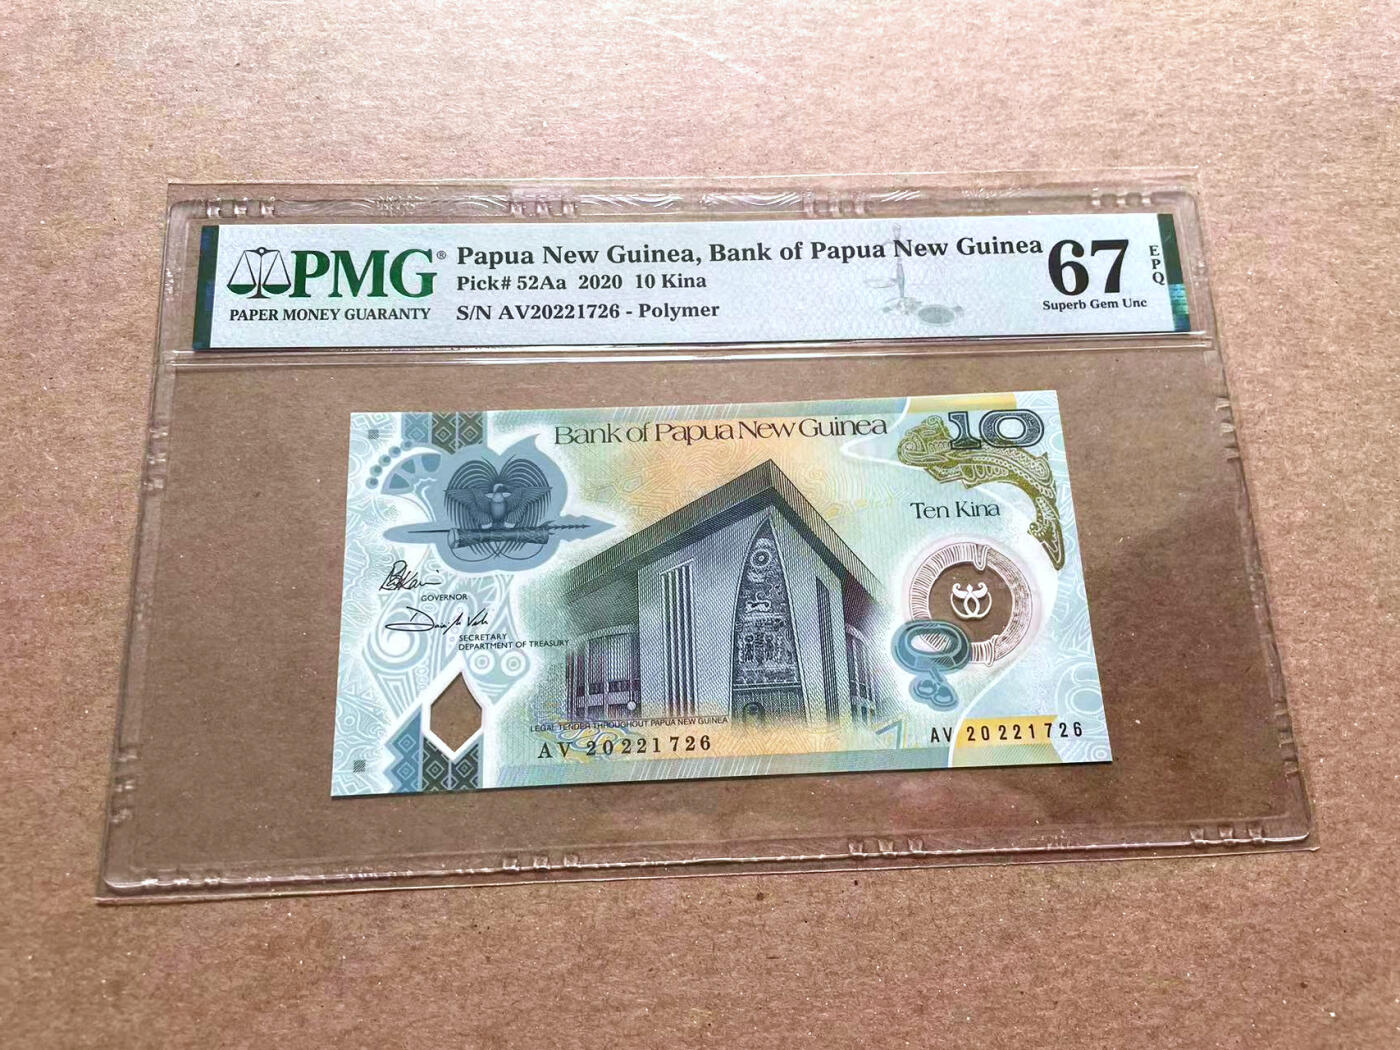 PMG®
PAPER MONEY GUARANTY
Papua New Guinea, Bank of Papua New Guinea
Pick# 52Aa 2020 10 Kina
S/N AV20221726 - Polymer
67
EPQ
Superb Gem Unc
Bank of Papua New Guinea
10
Ten Kina
GOVERNOR
SECRETARY
DEPARTMENT OF TREASURY
LEGAL TENDER THROUGHOUT PAPUA NEW GUINEA
AV 20221726
AV 20221726